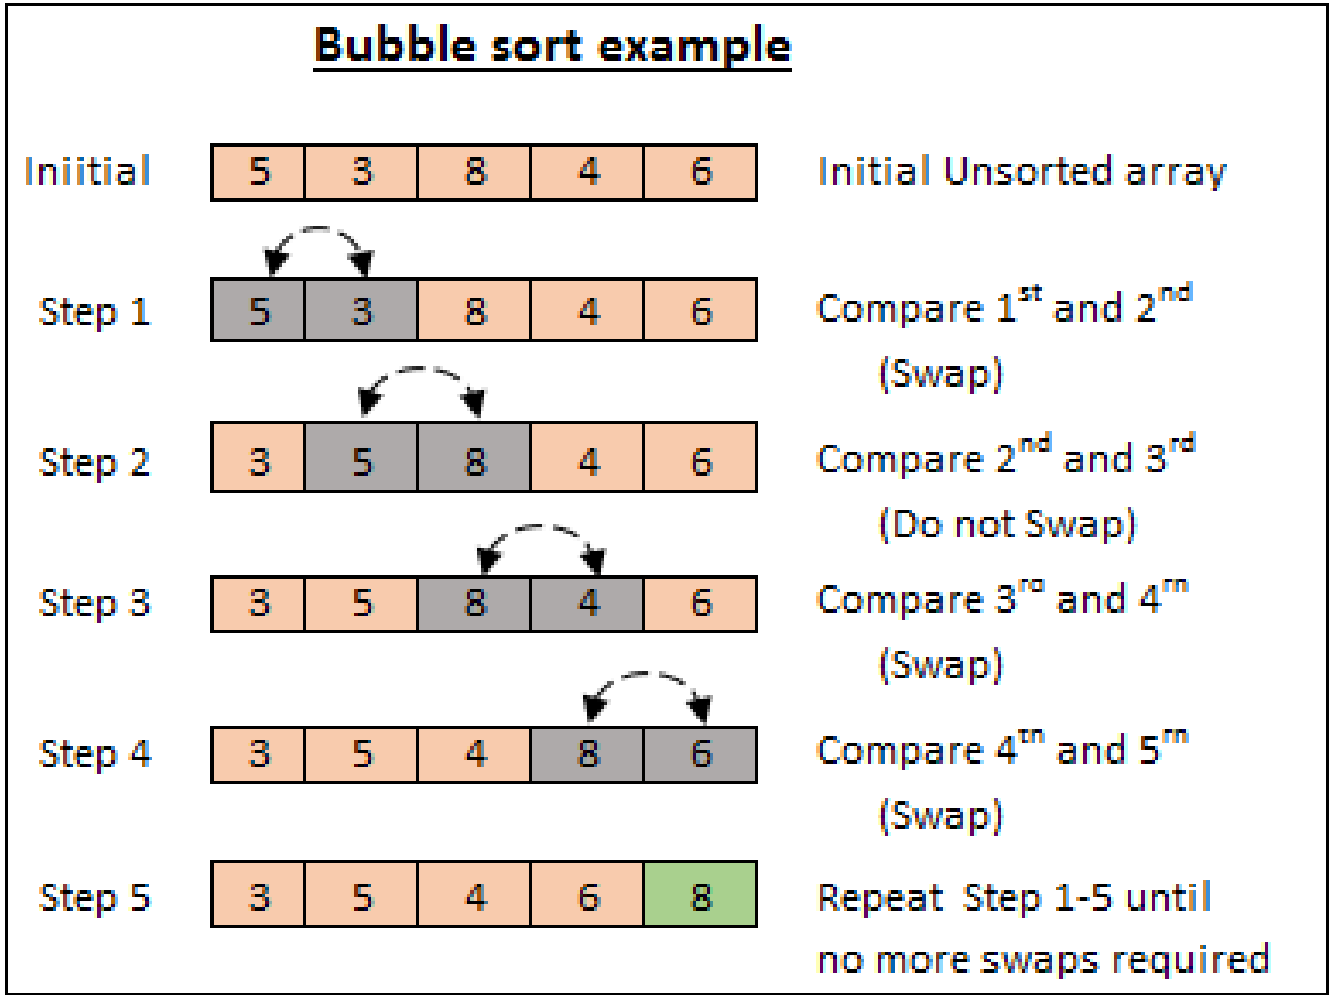 Bubble sort example
Iniitial 5 3 8 4 6 Initial Unsorted array
Step 1 5 3 8 4 6 Compare 1st and 2nd
(Swap)
Step 2 3 5 8 4 6 Compare 2nd and 3rd
(Do not Swap)
Step 3 3 5 8 4 6 Compare 3rd and 4th
(Swap)
Step 4 3 5 4 8 6 Compare 4th and 5th
(Swap)
Step 5 3 5 4 6 8 Repeat Step 1-5 until
no more swaps required